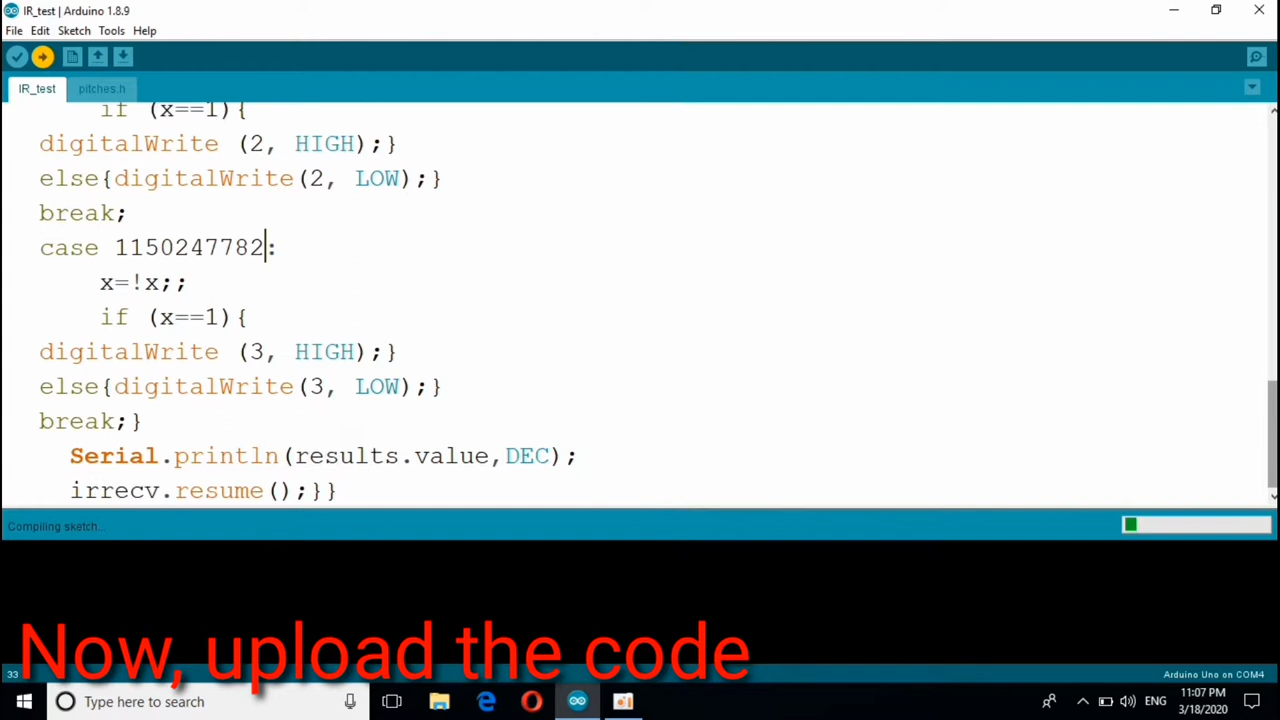 IR_test | Arduino 1.8.9
File Edit Sketch Tools Help
IR_test pitches.h
if (x==1){
digitalWrite (2, HIGH);}
else{digitalWrite(2, LOW);}
break;
case 1150247782:
x=!x;;
if (x==1){
digitalWrite (3, HIGH);}
else{digitalWrite(3, LOW);}
break;}
Serial.println(results.value,DEC);
irrecv.resume();}}
Compiling sketch...
Now, upload the code
33 Arduino Uno on COM4
Type here to search
ENG
11:07 PM
3/18/2020